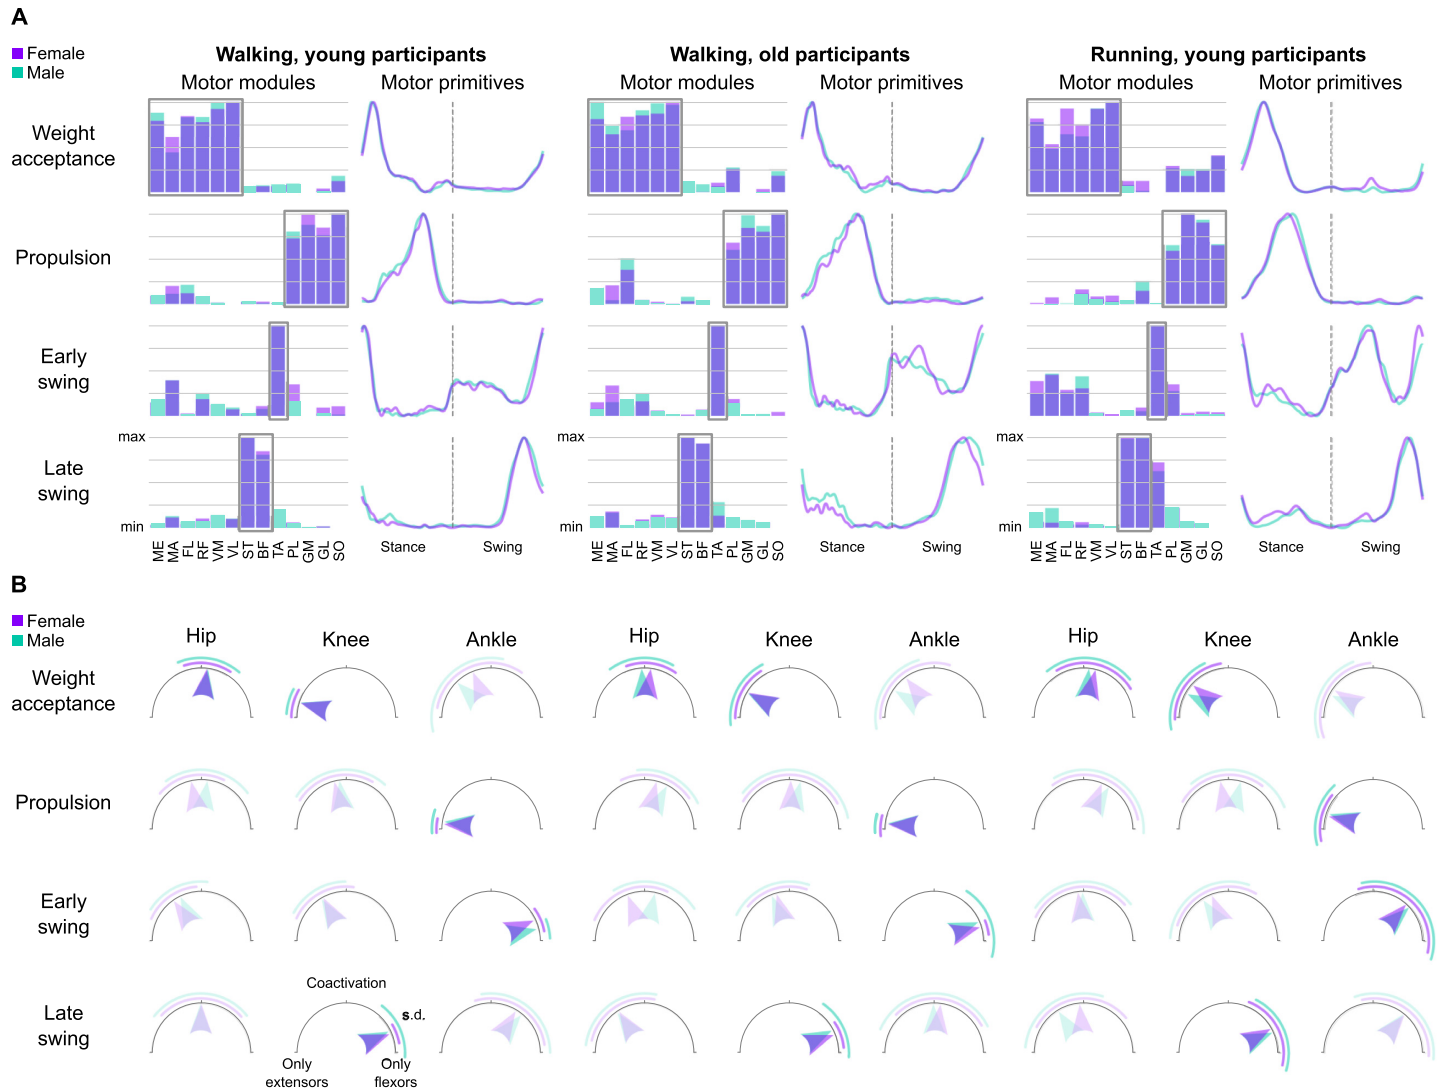 A
Female
Male
Walking, young participants
Walking, old participants
Running, young participants
Motor modules
Motor primitives
Motor modules
Motor primitives
Motor modules
Motor primitives
Weight
acceptance
Propulsion
Early
swing
Late
swing
max
min
max
min
max
min
ME MA FL RF VM VL ST BF TA PL GM GL SO
Stance
Swing
ME MA FL RF VM VL ST BF TA PL GM GL SO
Stance
Swing
ME MA FL RF VM VL ST BF TA PL GM GL SO
Stance
Swing
B
Female
Male
Hip
Knee
Ankle
Hip
Knee
Ankle
Hip
Knee
Ankle
Weight
acceptance
Propulsion
Early
swing
Late
swing
Coactivation
s.d.
Only
extensors
Only
flexors